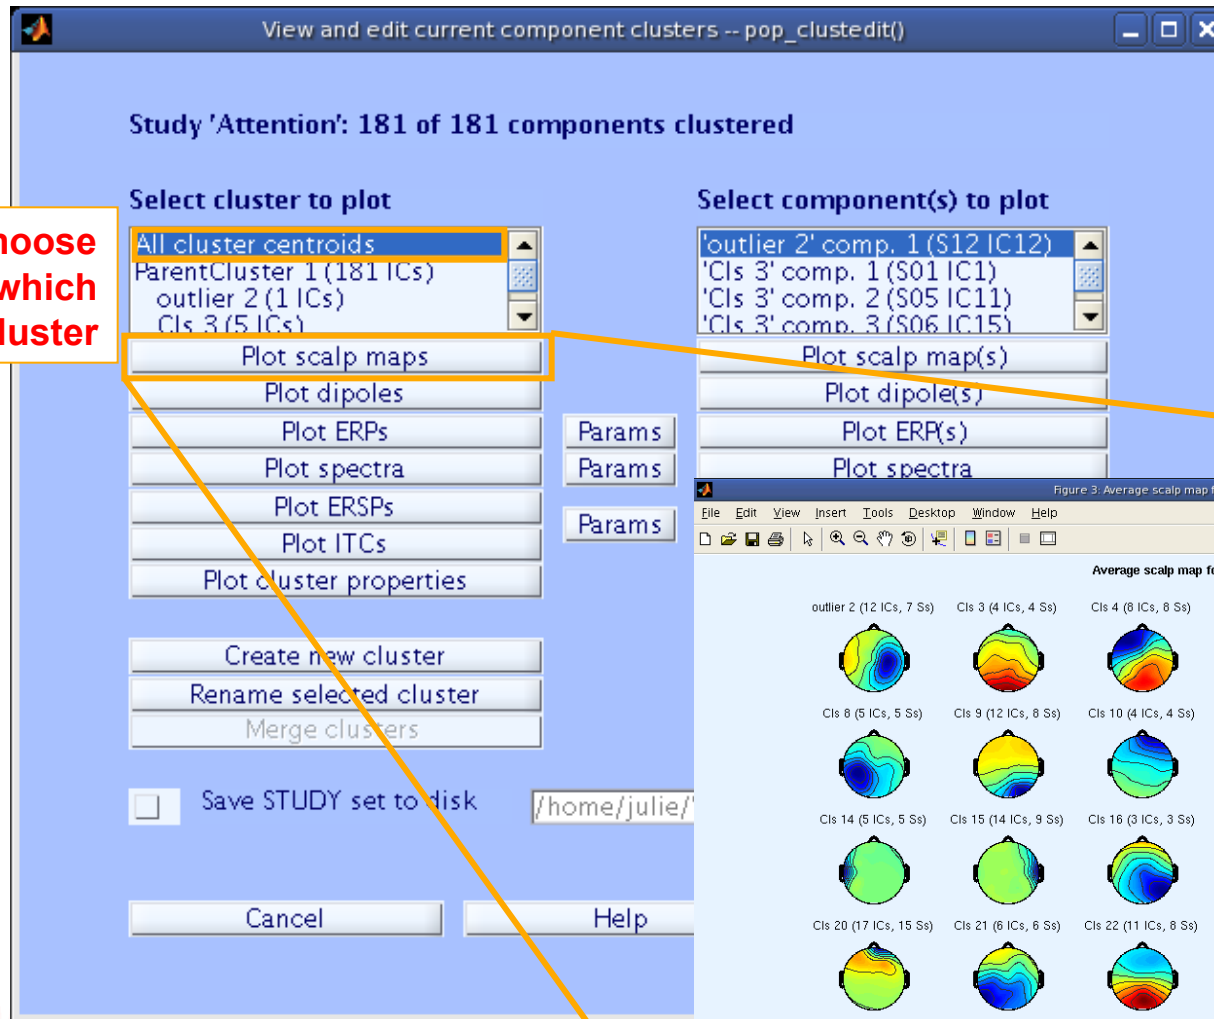 View and edit current component clusters -- pop_clustedit()
Study 'Attention': 181 of 181 components clustered
Select cluster to plot
All cluster centroids
ParentCluster 1 (181 ICs)
outlier 2 (1 ICs)
Cls 3 (5 ICs)
hoose
which
luster
Plot scalp maps
Plot dipoles
Plot ERPs
Plot spectra
Plot ERSPs
Plot ITCs
Plot cluster properties
Params
Params
Params
Create new cluster
Rename selected cluster
Merge clusters
Save STUDY set to disk
/home/julie/
Cancel
Help
Select component(s) to plot
'outlier 2' comp. 1 (S12 IC12)
'Cls 3' comp. 1 (S01 IC1)
'Cls 3' comp. 2 (S05 IC11)
'Cls 3' comp. 3 (S06 IC15)
Plot scalp map(s)
Plot dipole(s)
Plot ERP(s)
Plot spectra
Figure 3: Average scalp map f
File Edit View Insert Tools Desktop Window Help
Average scalp map fo
outlier 2 (12 ICs, 7 Ss) Cls 3 (4 ICs, 4 Ss) Cls 4 (8 ICs, 8 Ss)
Cls 8 (5 ICs, 5 Ss) Cls 9 (12 ICs, 8 Ss) Cls 10 (4 ICs, 4 Ss)
Cls 14 (5 ICs, 5 Ss) Cls 15 (14 ICs, 9 Ss) Cls 16 (3 ICs, 3 Ss)
Cls 20 (17 ICs, 15 Ss) Cls 21 (6 ICs, 6 Ss) Cls 22 (11 ICs, 8 Ss)